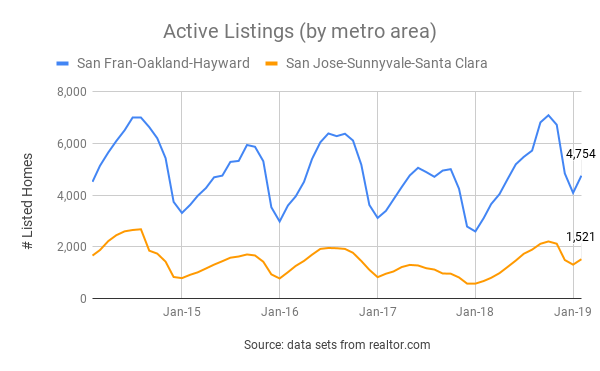 Active Listings (by metro area)
San Fran-Oakland-Hayward San Jose-Sunnyvale-Santa Clara
8,000
6,000
4,000
2,000
0
# Listed Homes
4,754
1,521
Jan-15 Jan-16 Jan-17 Jan-18 Jan-19
Source: data sets from realtor.com